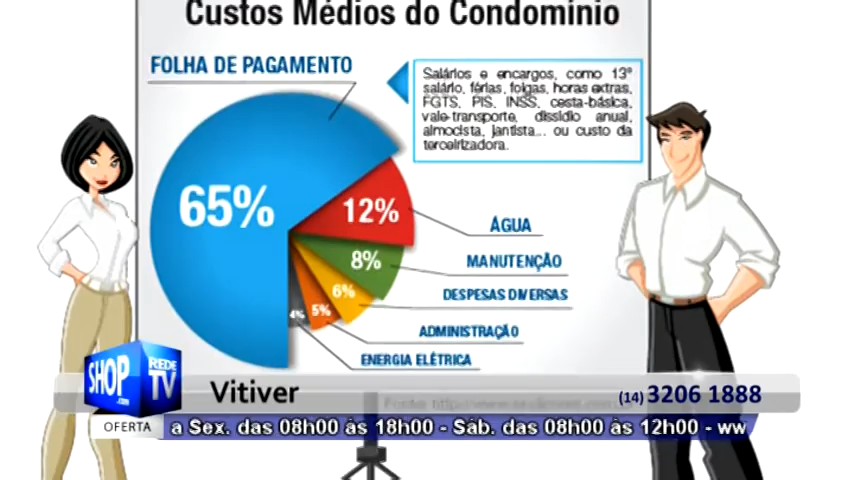 Custos Médios do Condomínio
FOLHA DE PAGAMENTO
Salários e encargos, como 13º
salário, férias, folgas, horas extras,
FGTS, PIS, INSS, cesta-básica,
vale-transporte, dissídio anual,
almocista, jantista... ou custo da
terceirizadora.
65%
12%
8%
6%
5%
4%
ÁGUA
MANUTENÇÃO
DESPESAS DIVERSAS
ADMINISTRAÇÃO
ENERGIA ELÉTRICA
SHOP
.com
REDE
TV
Vitiver
(14) 3206 1888
OFERTA
a Sex. das 08h00 às 18h00 - Sáb. das 08h00 às 12h00 - ww